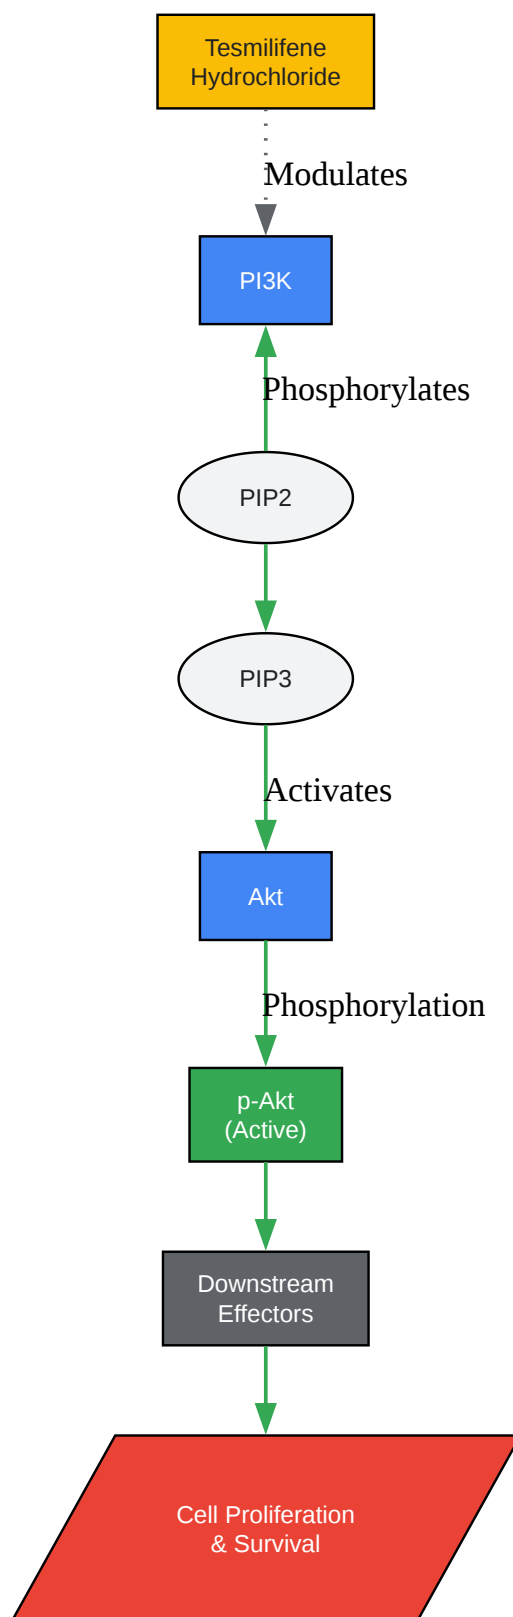 Tesmilifene
Hydrochloride
Modulates
PI3K
Phosphorylates
PIP2
PIP3
Activates
Akt
Phosphorylation
p-Akt
(Active)
Downstream
Effectors
Cell Proliferation
& Survival